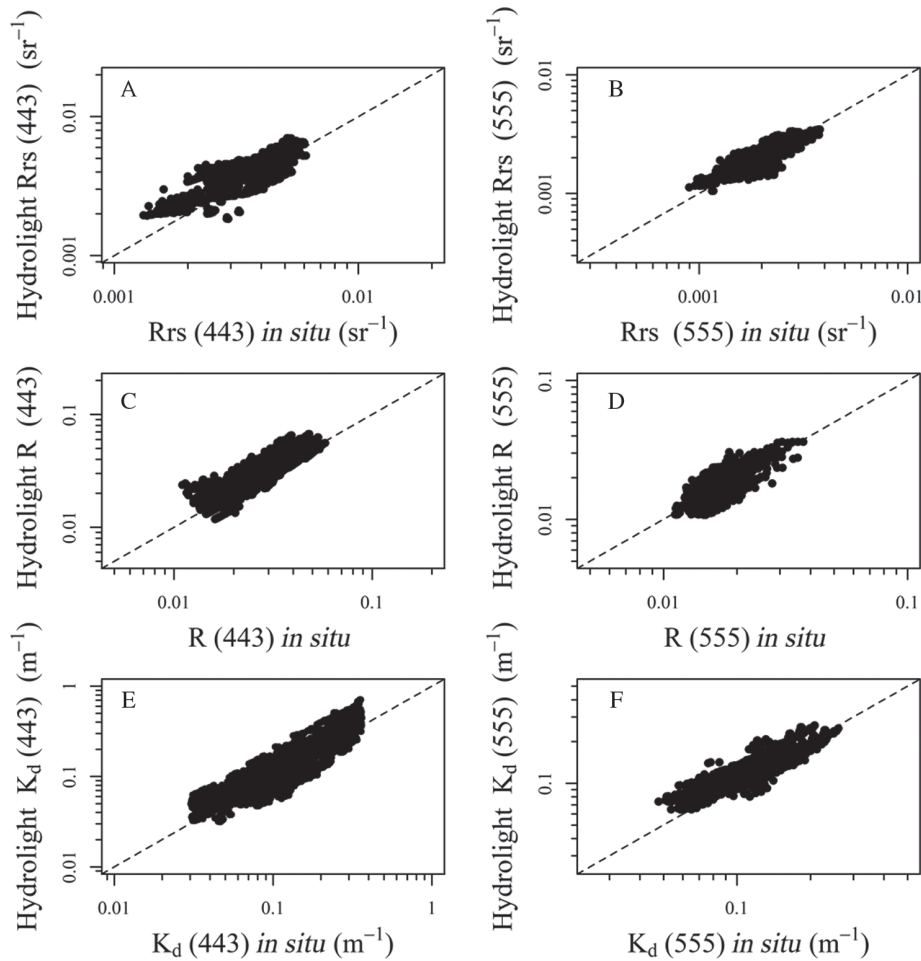 A
Hydrolight Rrs (443) (sr⁻¹)
0.01
0.001
0.001
0.01
Rrs (443) in situ (sr⁻¹)
B
Hydrolight Rrs (555) (sr⁻¹)
0.01
0.001
0.001
0.01
Rrs (555) in situ (sr⁻¹)
C
Hydrolight R (443)
0.1
0.01
0.01
0.1
R (443) in situ
D
Hydrolight R (555)
0.1
0.01
0.01
0.1
R (555) in situ
E
Hydrolight Kd (443) (m⁻¹)
1
0.1
0.01
0.01
0.1
1
Kd (443) in situ (m⁻¹)
F
Hydrolight Kd (555) (m⁻¹)
0.1
0.1
Kd (555) in situ (m⁻¹)